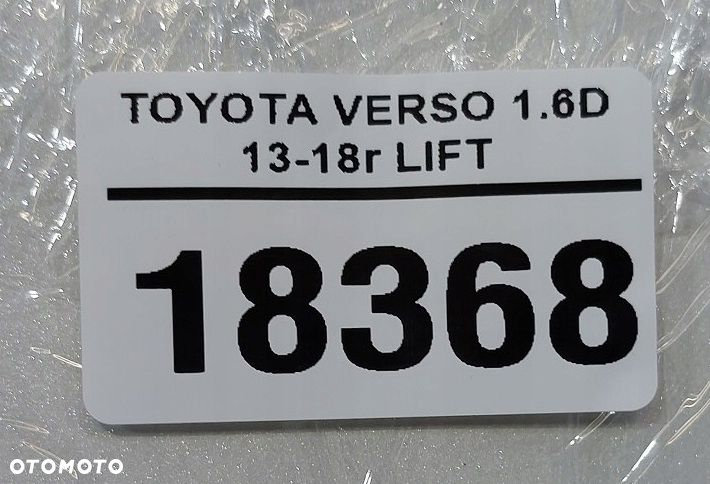 TOYOTA VERSO 1.6D
13-18r LIFT
18368
OTOMOTO